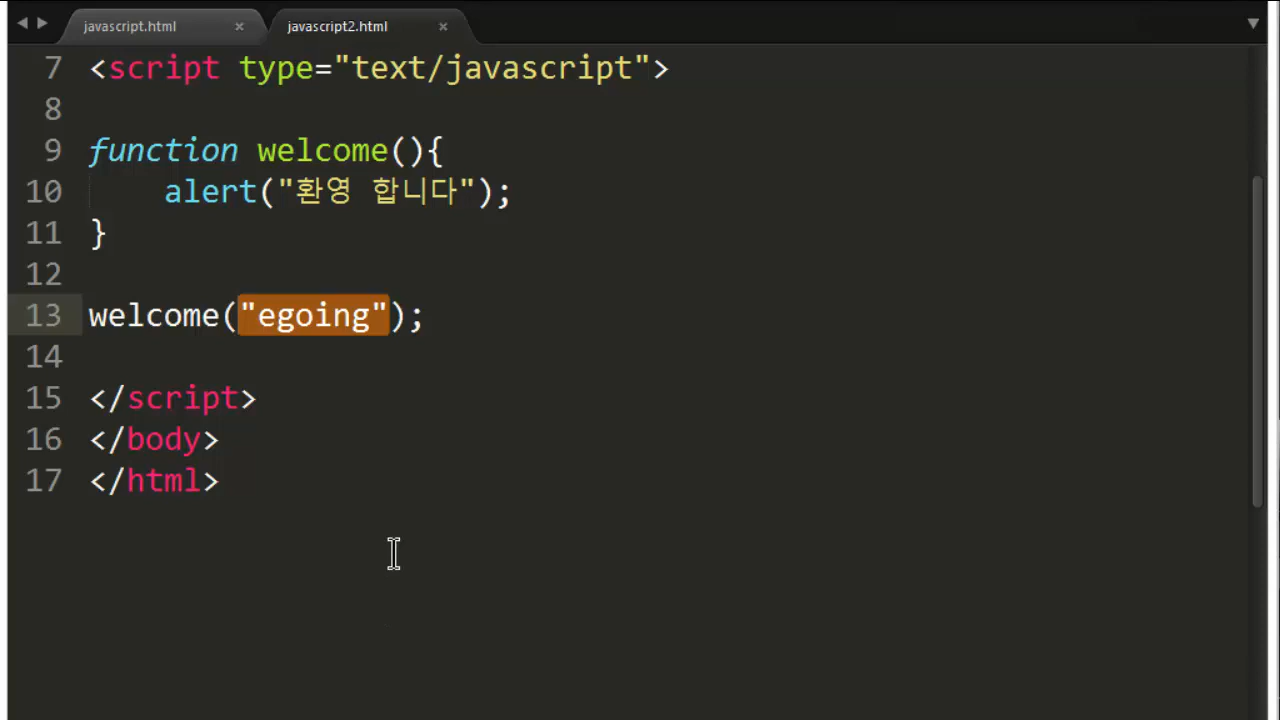 javascript.html × javascript2.html ×
7 <script type="text/javascript">
8
9 function welcome(){
10 alert("환영 합니다");
11 }
12
13 welcome("egoing");
14
15 </script>
16 </body>
17 </html>